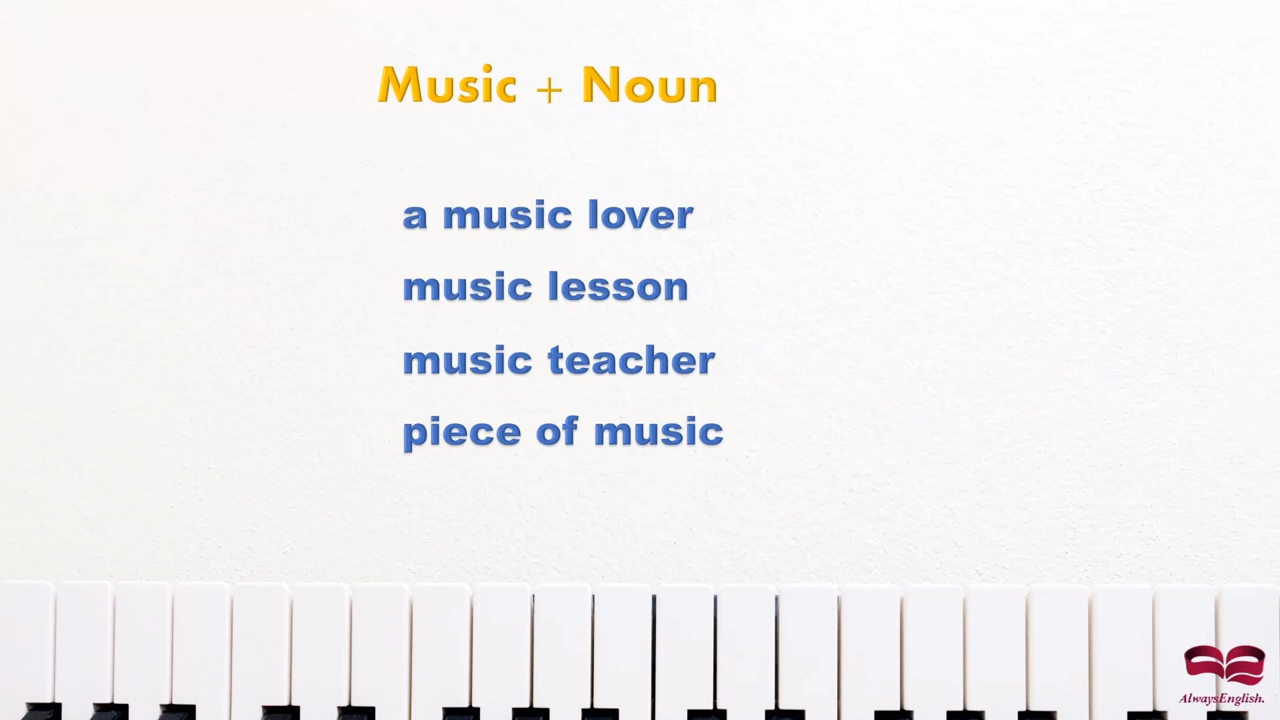 Music + Noun
a music lover
music lesson
music teacher
piece of music
AlwaysEnglish.